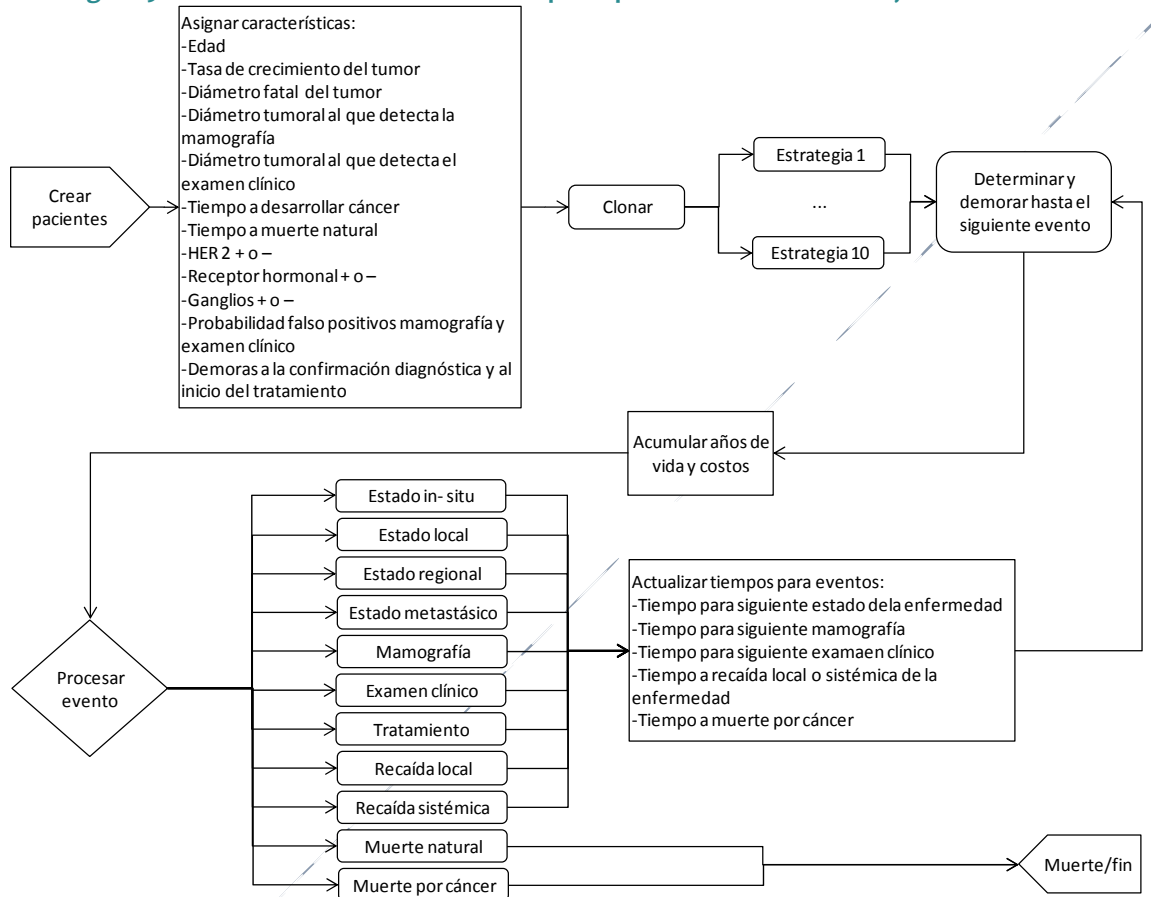 Asignar características:
-Edad
-Tasa de crecimiento del tumor
-Diámetro fatal del tumor
-Diámetro tumoral al que detecta la
mamografía
-Diámetro tumoral al que detecta el
examen clínico
-Tiempo a desarrollar cáncer
-Tiempo a muerte natural
-HER 2 + o –
-Receptor hormonal + o –
-Ganglios + o –
-Probabilidad falso positivos mamografía y
examen clínico
-Demoras a la confirmación diagnóstica y al
inicio del tratamiento
Crear
pacientes
Clonar
Estrategia 1
...
Estrategia 10
Determinar y
demorar hasta el
siguiente evento
Acumular años de
vida y costos
Procesar
evento
Estado in- situ
Estado local
Estado regional
Estado metastásico
Mamografía
Examen clínico
Tratamiento
Recaída local
Recaída sistémica
Muerte natural
Muerte por cáncer
Actualizar tiempos para eventos:
-Tiempo para siguiente estado dela enfermedad
-Tiempo para siguiente mamografía
-Tiempo para siguiente examaen clínico
-Tiempo a recaída local o sistémica de la
enfermedad
-Tiempo a muerte por cáncer
Muerte/fin